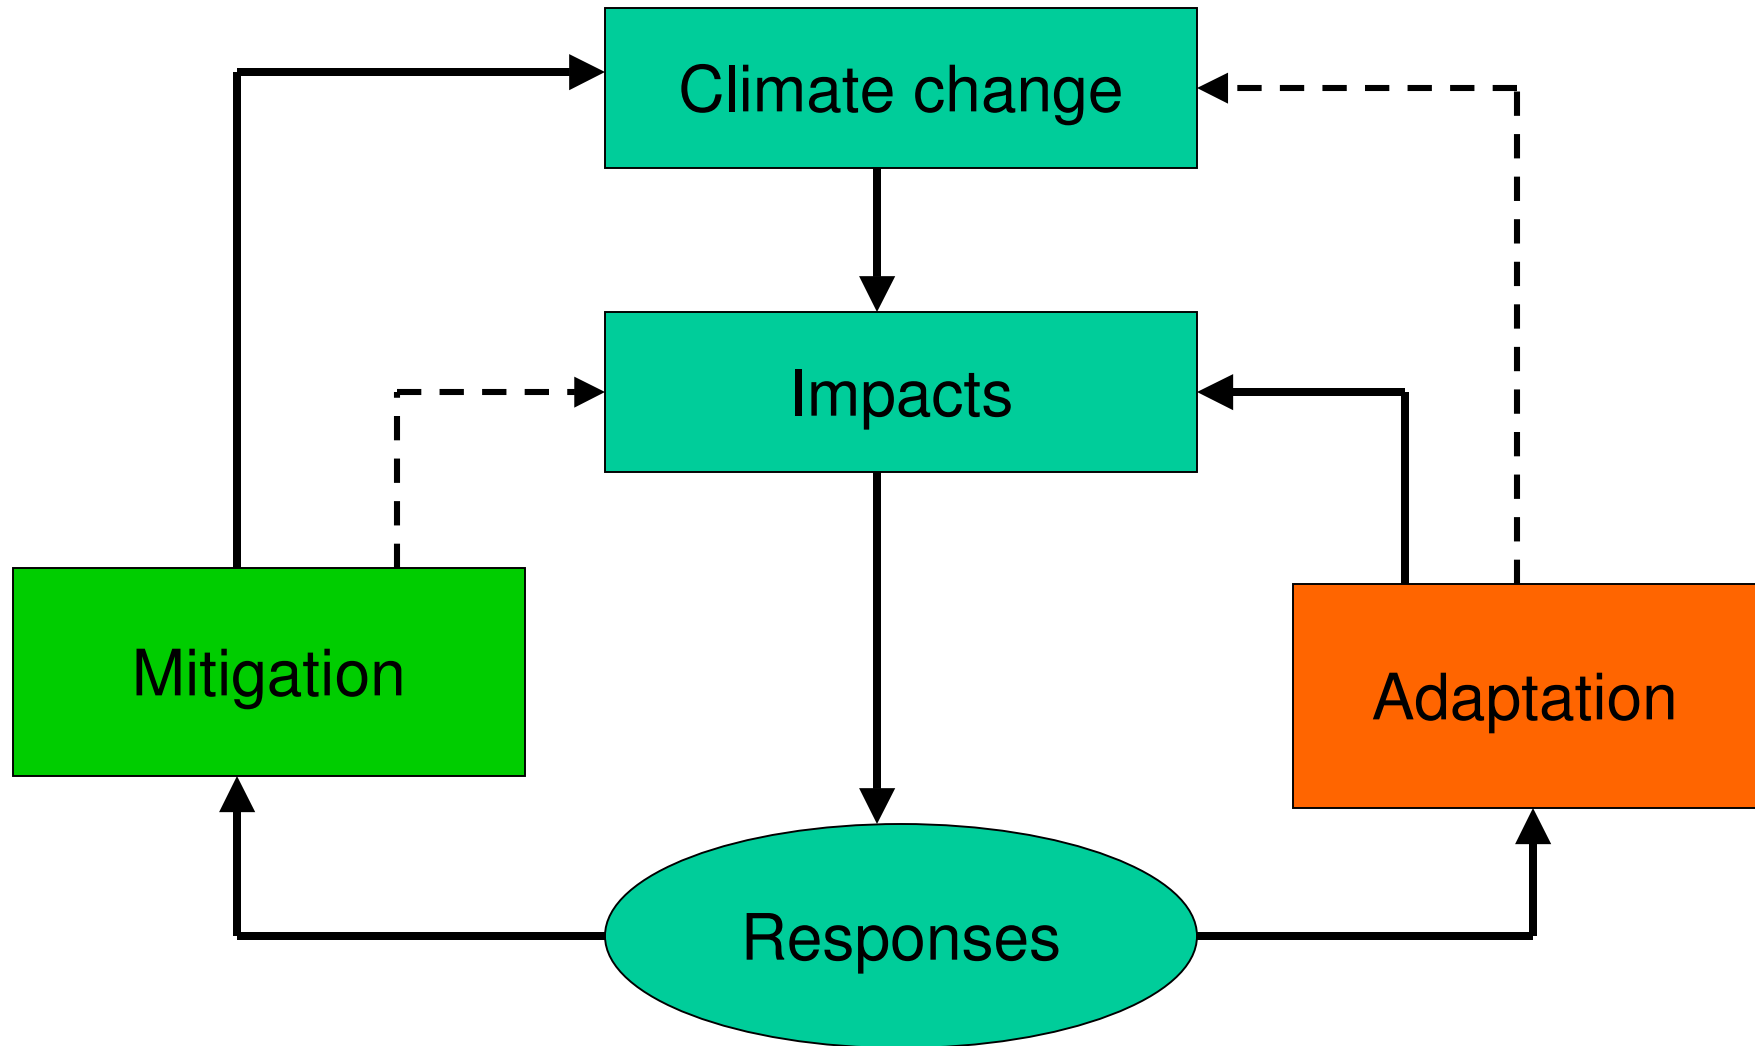 Climate change
Impacts
Mitigation
Adaptation
Responses